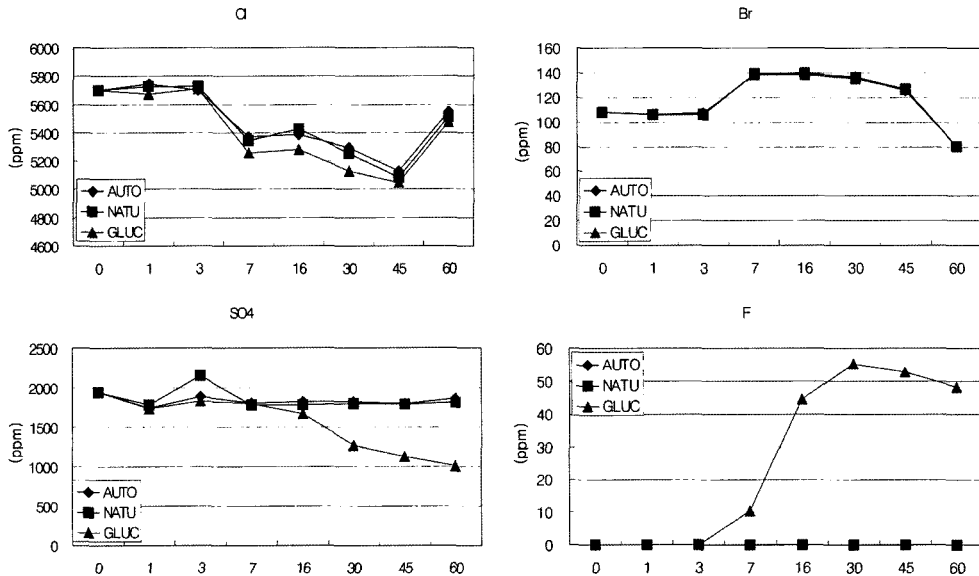 Cl
6000
5800
5600
5400
5200
5000
4800
4600
(ppm)
AUTO
NATU
GLUC
0 1 3 7 16 30 45 60
Br
160
140
120
100
80
60
40
20
0
(ppm)
AUTO
NATU
GLUC
0 1 3 7 16 30 45 60
SO4
2500
2000
1500
1000
500
0
(ppm)
AUTO
NATU
GLUC
0 1 3 7 16 30 45 60
F
60
50
40
30
20
10
0
(ppm)
AUTO
NATU
GLUC
0 1 3 7 16 30 45 60